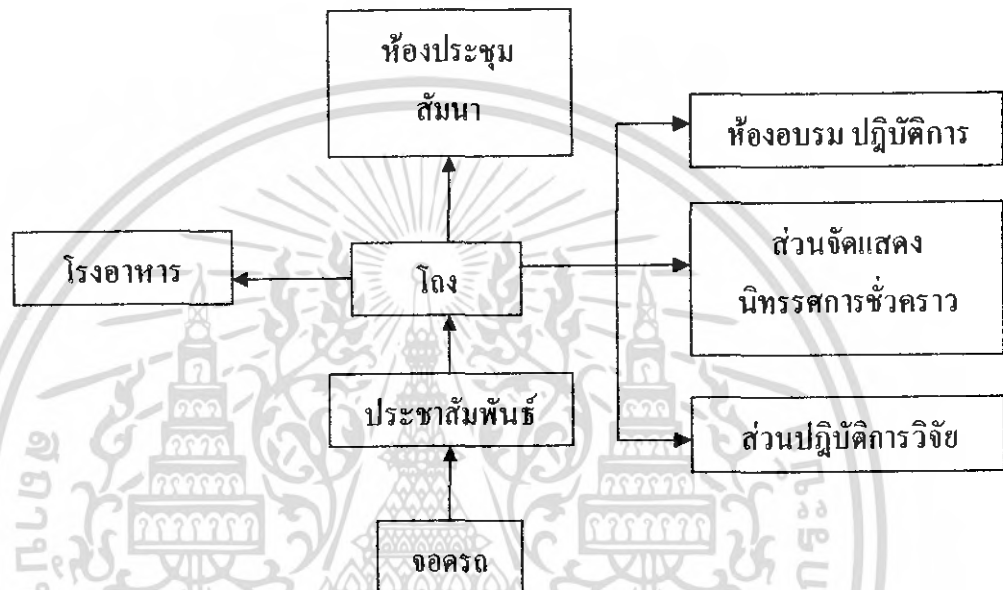 ห้องประชุม
สัมนา
ห้องอบรม ปฎิบัติการ
ส่วนจัดแสดง
นิทรรศการชั่วคราว
โรงอาหาร
โถง
ประชาสัมพันธ์
ส่วนปฎิบัติการวิจัย
จอดรถ